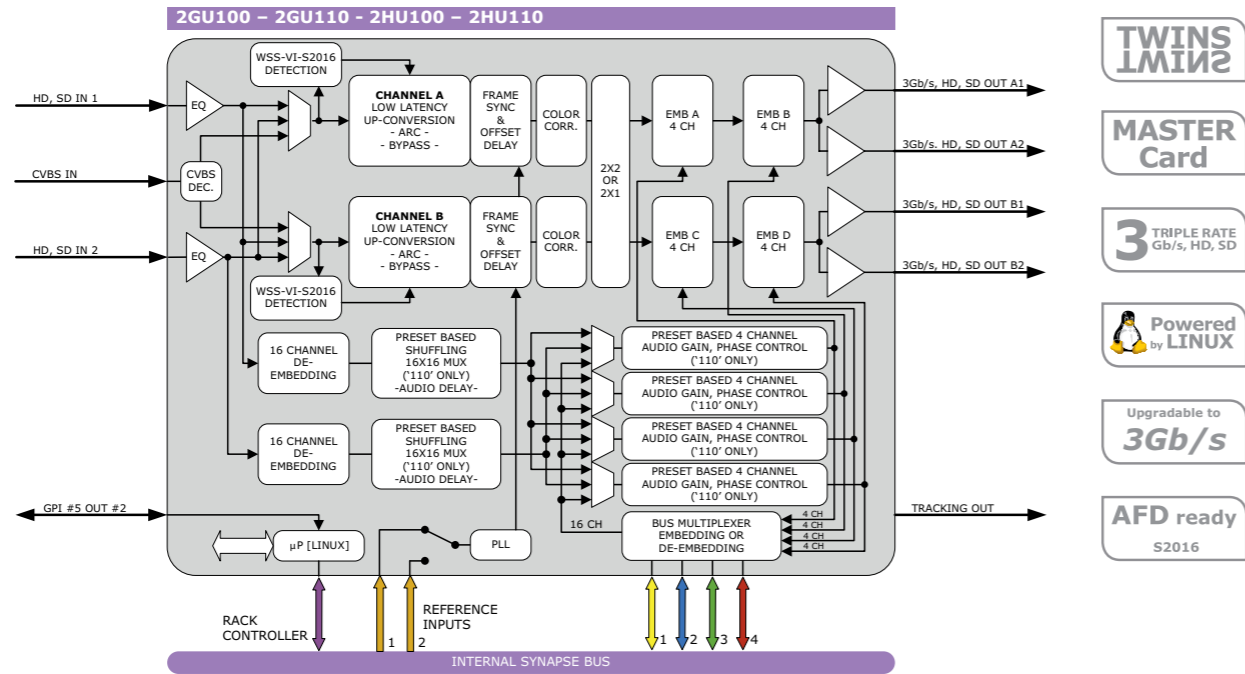 2GU100 – 2GU110 - 2HU100 – 2HU110
WSS-VI-S2016
DETECTION
HD, SD IN 1
EQ
CHANNEL A
LOW LATENCY
UP-CONVERSION
- ARC -
- BYPASS -
FRAME
SYNC
&
OFFSET
DELAY
COLOR
CORR.
2X2
OR
2X1
EMB A
4 CH
EMB B
4 CH
3Gb/s, HD, SD OUT A1
3Gb/s. HD, SD OUT A2
CVBS IN
CVBS
DEC.
HD, SD IN 2
EQ
CHANNEL B
LOW LATENCY
UP-CONVERSION
- ARC -
- BYPASS -
FRAME
SYNC
&
OFFSET
DELAY
COLOR
CORR.
EMB C
4 CH
EMB D
4 CH
3Gb/s, HD, SD OUT B1
3Gb/s, HD, SD OUT B2
WSS-VI-S2016
DETECTION
16 CHANNEL
DE-
EMBEDDING
PRESET BASED
SHUFFLING
16X16 MUX
('110' ONLY)
-AUDIO DELAY-
PRESET BASED 4 CHANNEL
AUDIO GAIN, PHASE CONTROL
('110' ONLY)
PRESET BASED 4 CHANNEL
AUDIO GAIN, PHASE CONTROL
('110' ONLY)
16 CHANNEL
DE-
EMBEDDING
PRESET BASED
SHUFFLING
16X16 MUX
('110' ONLY)
-AUDIO DELAY-
PRESET BASED 4 CHANNEL
AUDIO GAIN, PHASE CONTROL
('110' ONLY)
PRESET BASED 4 CHANNEL
AUDIO GAIN, PHASE CONTROL
('110' ONLY)
GPI #5 OUT #2
µP [LINUX]
PLL
16 CH
BUS MULTIPLEXER
EMBEDDING OR
DE-EMBEDDING
4 CH
4 CH
4 CH
4 CH
TRACKING OUT
RACK
CONTROLLER
1
2
REFERENCE
INPUTS
1
2
3
4
INTERNAL SYNAPSE BUS
TWINS
TWINS
MASTER
Card
3 TRIPLE RATE
Gb/s, HD, SD
Powered
by LINUX
Upgradable to
3Gb/s
AFD ready
S2016